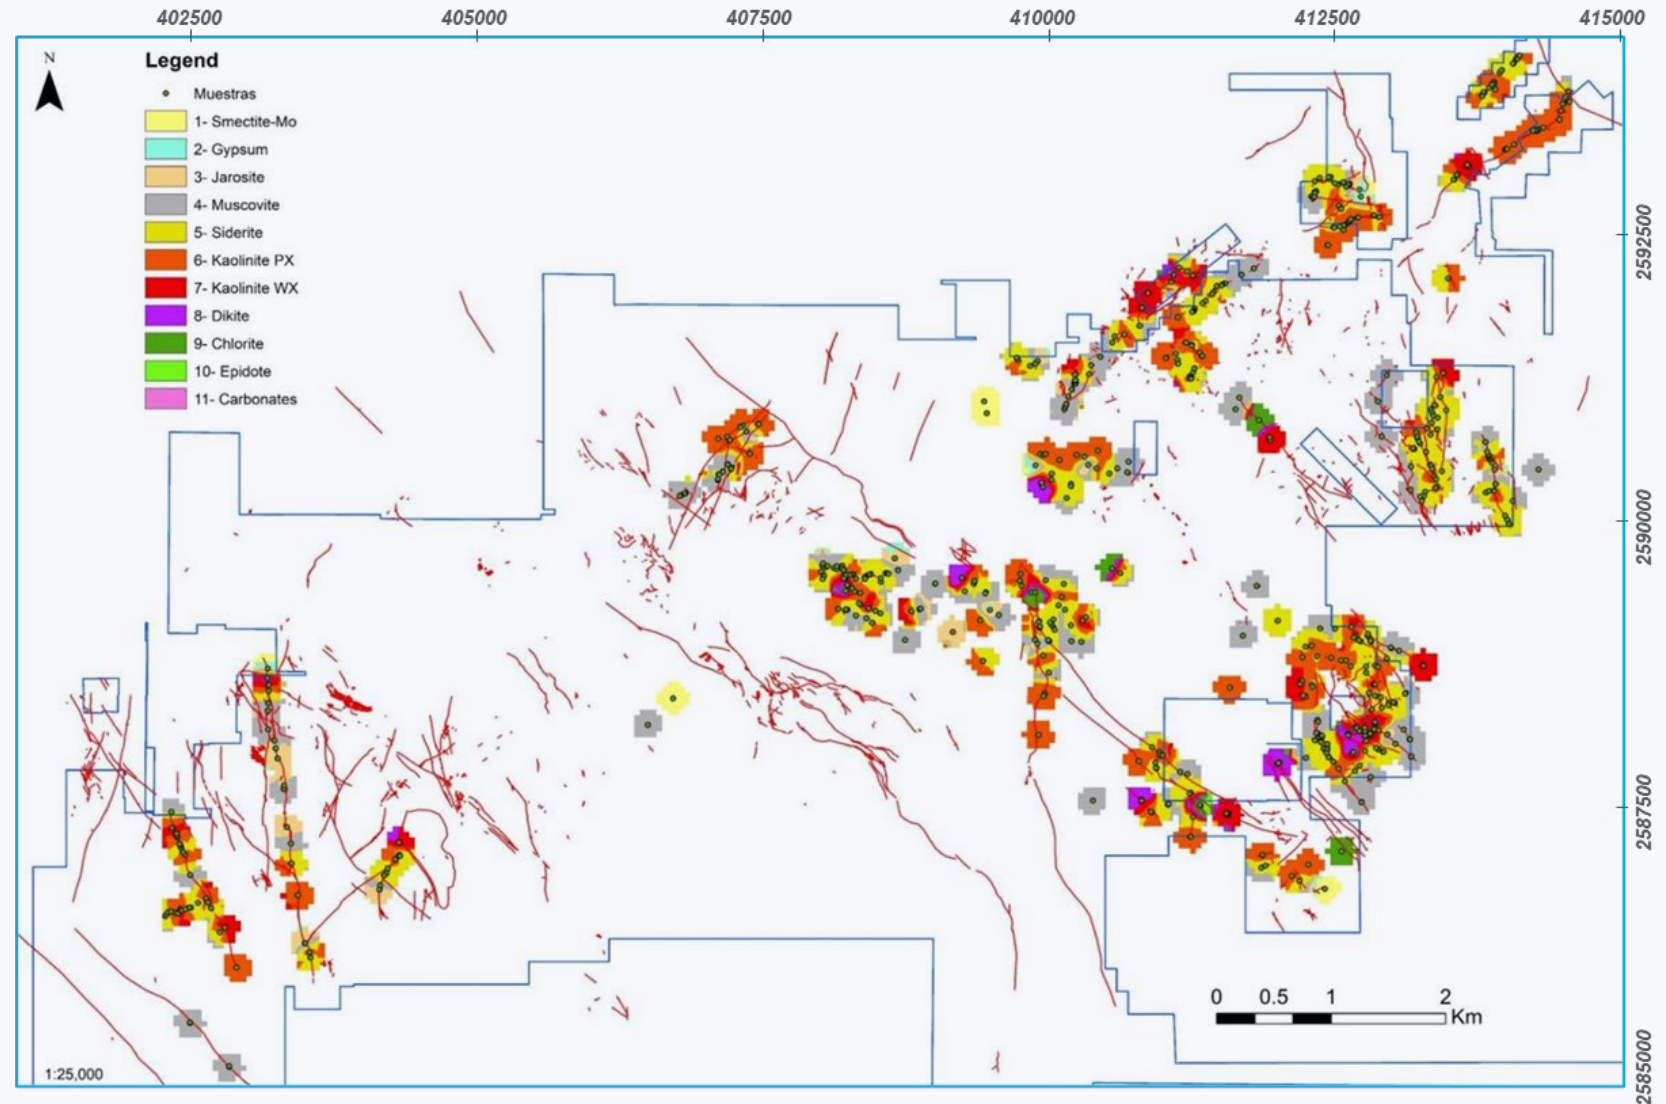 402500 405000 407500 410000 412500 415000
N
Legend
Muestras
1- Smectite-Mo
2- Gypsum
3- Jarosite
4- Muscovite
5- Siderite
6- Kaolinite PX
7- Kaolinite WX
8- Dikite
9- Chlorite
10- Epidote
11- Carbonates
2592500
2590000
2587500
2585000
0 0.5 1 2
Km
1:25,000